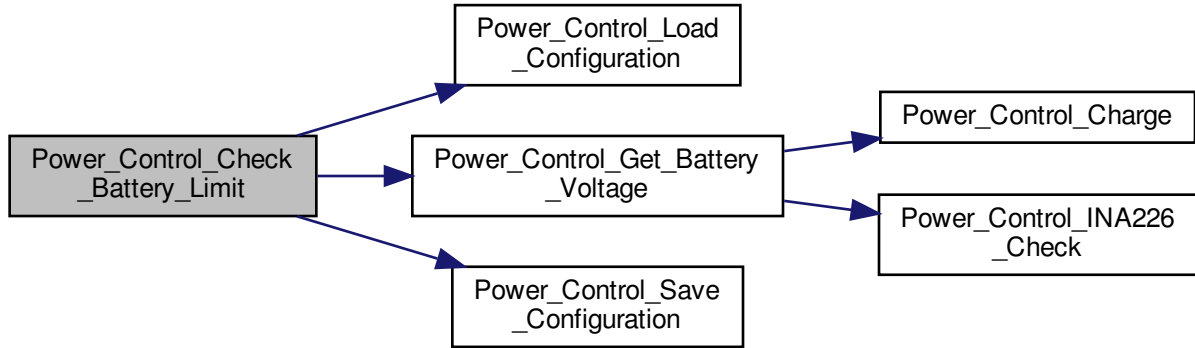 Power_Control_Check
_Battery_Limit
Power_Control_Load
_Configuration
Power_Control_Get_Battery
_Voltage
Power_Control_Charge
Power_Control_INA226
_Check
Power_Control_Save
_Configuration